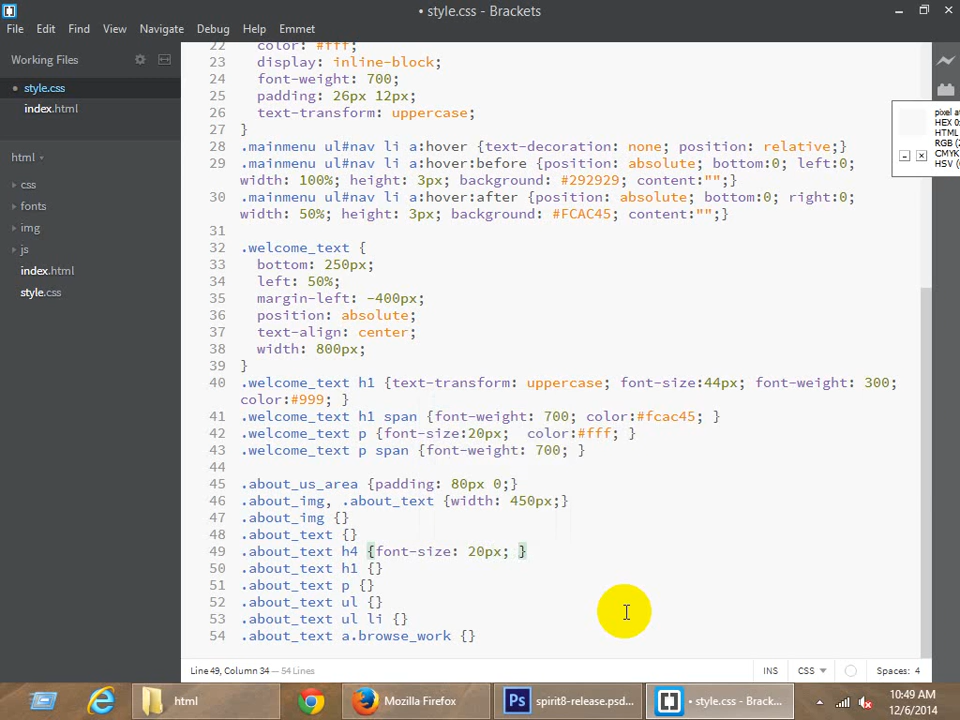 • style.css - Brackets
File Edit Find View Navigate Debug Help Emmet
Working Files
• style.css
index.html
html
css
fonts
img
js
index.html
style.css
22 color: #fff;
23 display: inline-block;
24 font-weight: 700;
25 padding: 26px 12px;
26 text-transform: uppercase;
27 }
28 .mainmenu ul#nav li a:hover {text-decoration: none; position: relative;}
29 .mainmenu ul#nav li a:hover:before {position: absolute; bottom:0; left:0;
width: 100%; height: 3px; background: #292929; content:"";}
30 .mainmenu ul#nav li a:hover:after {position: absolute; bottom:0; right:0;
width: 50%; height: 3px; background: #FCAC45; content:"";}
31
32 .welcome_text {
33 bottom: 250px;
34 left: 50%;
35 margin-left: -400px;
36 position: absolute;
37 text-align: center;
38 width: 800px;
39 }
40 .welcome_text h1 {text-transform: uppercase; font-size:44px; font-weight: 300;
color:#999; }
41 .welcome_text h1 span {font-weight: 700; color:#fcac45; }
42 .welcome_text p {font-size:20px;  color:#fff; }
43 .welcome_text p span {font-weight: 700; }
44
45 .about_us_area {padding: 80px 0;}
46 .about_img, .about_text {width: 450px;}
47 .about_img {}
48 .about_text {}
49 .about_text h4 {font-size: 20px; }
50 .about_text h1 {}
51 .about_text p {}
52 .about_text ul {}
53 .about_text ul li {}
54 .about_text a.browse_work {}
pixel
HEX 0
HTML
RGB (
CMYK
HSV (
Line 49, Column 34 — 54 Lines
INS CSS Spaces: 4
html
Mozilla Firefox
Ps spirit8-release.psd...
• style.css - Brack...
10:49 AM
12/6/2014